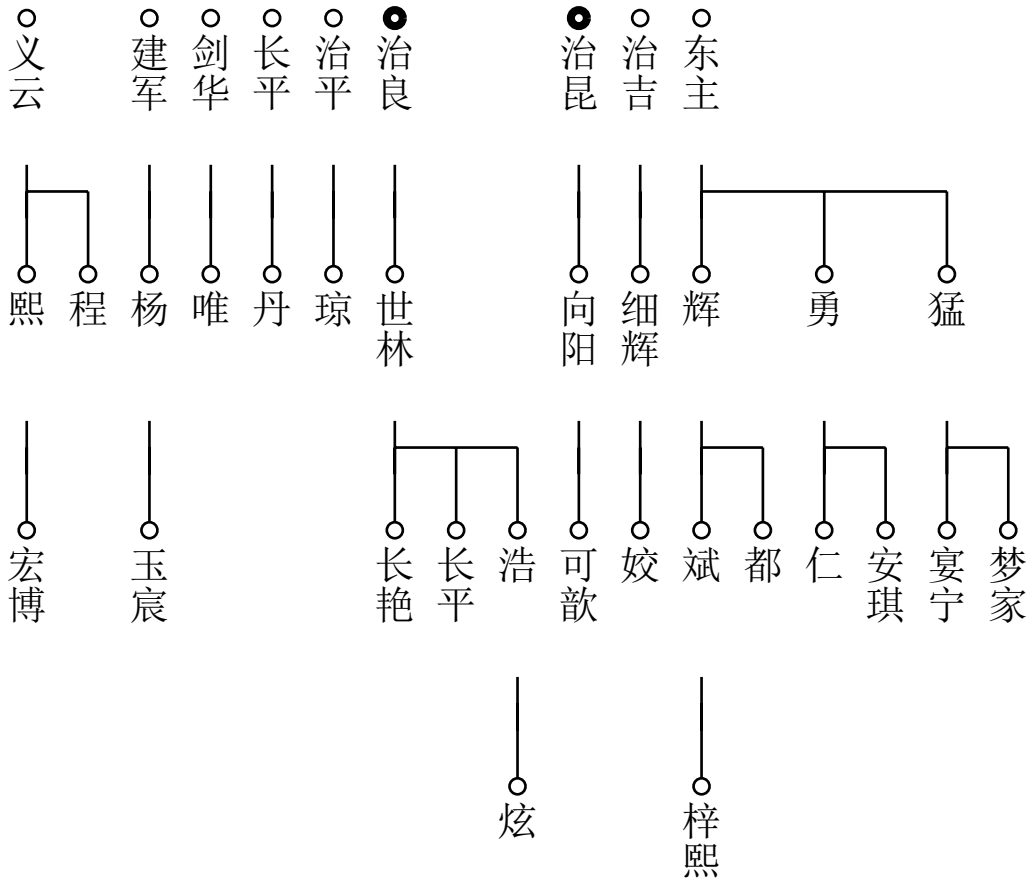 义云
建军
剑华
长平
治平
治良
治昆
治吉
东主
熙
程
杨
唯
丹
琼
世林
向阳
细辉
辉
勇
猛
宏博
玉宸
长艳
长平
浩
可歆
姣
斌
都
仁
安琪
宴宁
梦家
炫
梓熙